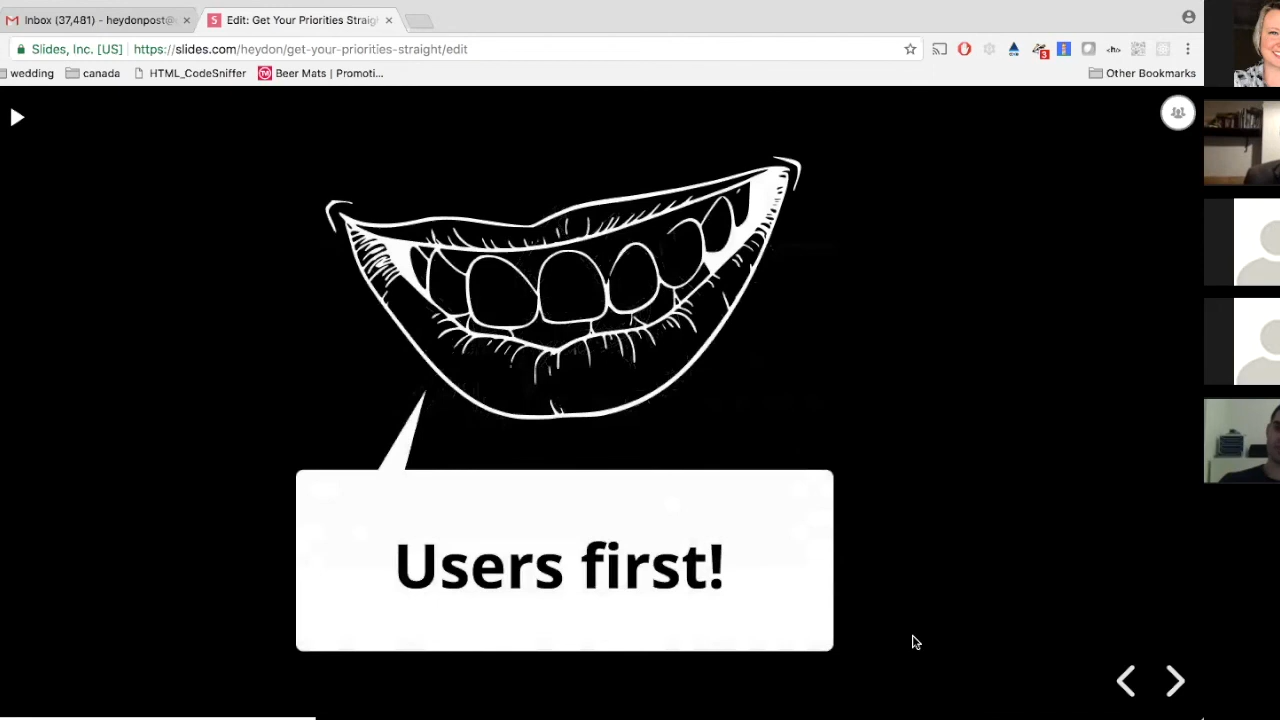 Inbox (37,481) - heydonpost@
Edit: Get Your Priorities Straigh
Slides, Inc. [US]
https://slides.com/heydon/get-your-priorities-straight/edit
wedding
canada
HTML_CodeSniffer
Beer Mats | Promoti...
Other Bookmarks
Users first!